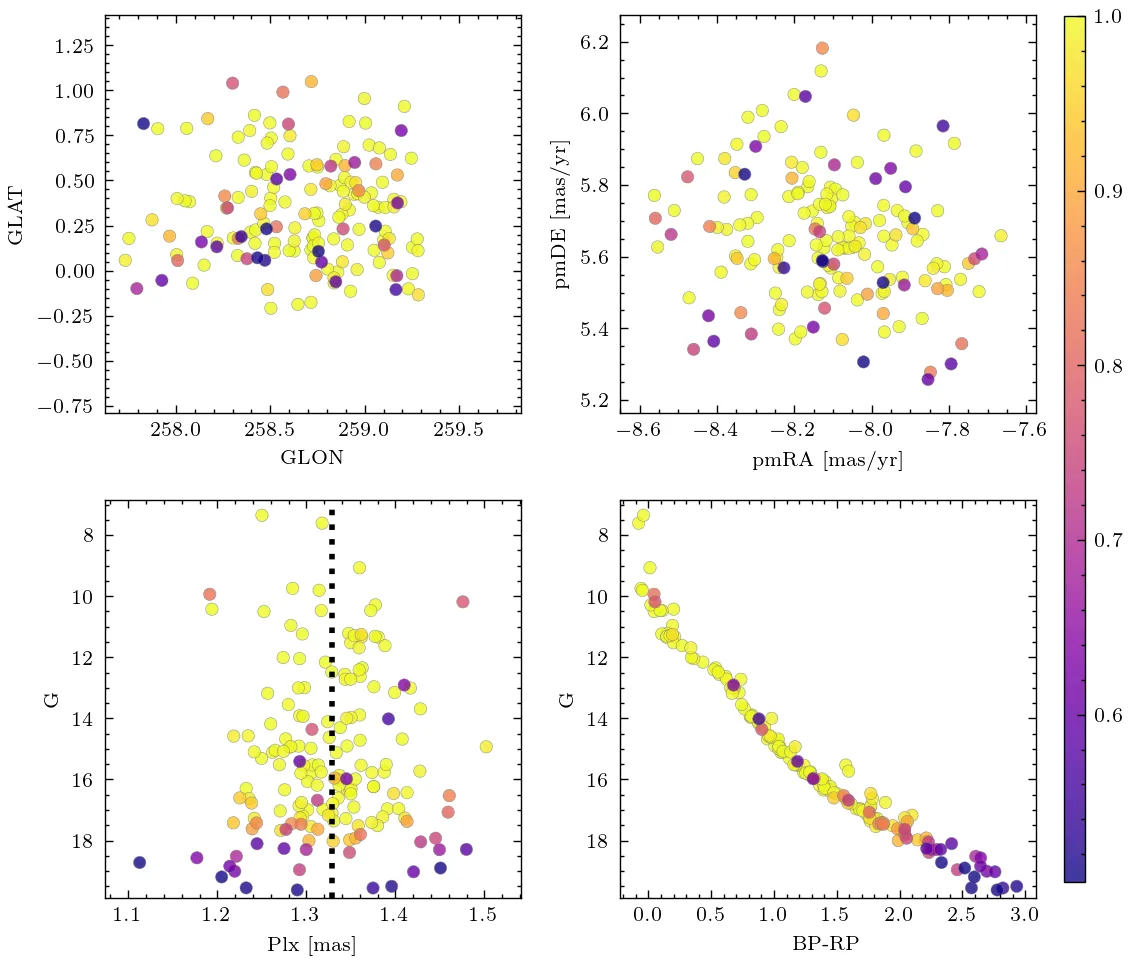 1.25
1.00
0.75
0.50
0.25
0.00
−0.25
−0.50
−0.75
GLAT
258.0 258.5 259.0 259.5
GLON
6.2
6.0
5.8
5.6
5.4
5.2
pmDE [mas/yr]
−8.6 −8.4 −8.2 −8.0 −7.8 −7.6
pmRA [mas/yr]
1.0
0.9
0.8
0.7
0.6
8
10
12
14
16
18
G
1.1 1.2 1.3 1.4 1.5
Plx [mas]
8
10
12
14
16
18
G
0.0 0.5 1.0 1.5 2.0 2.5 3.0
BP-RP